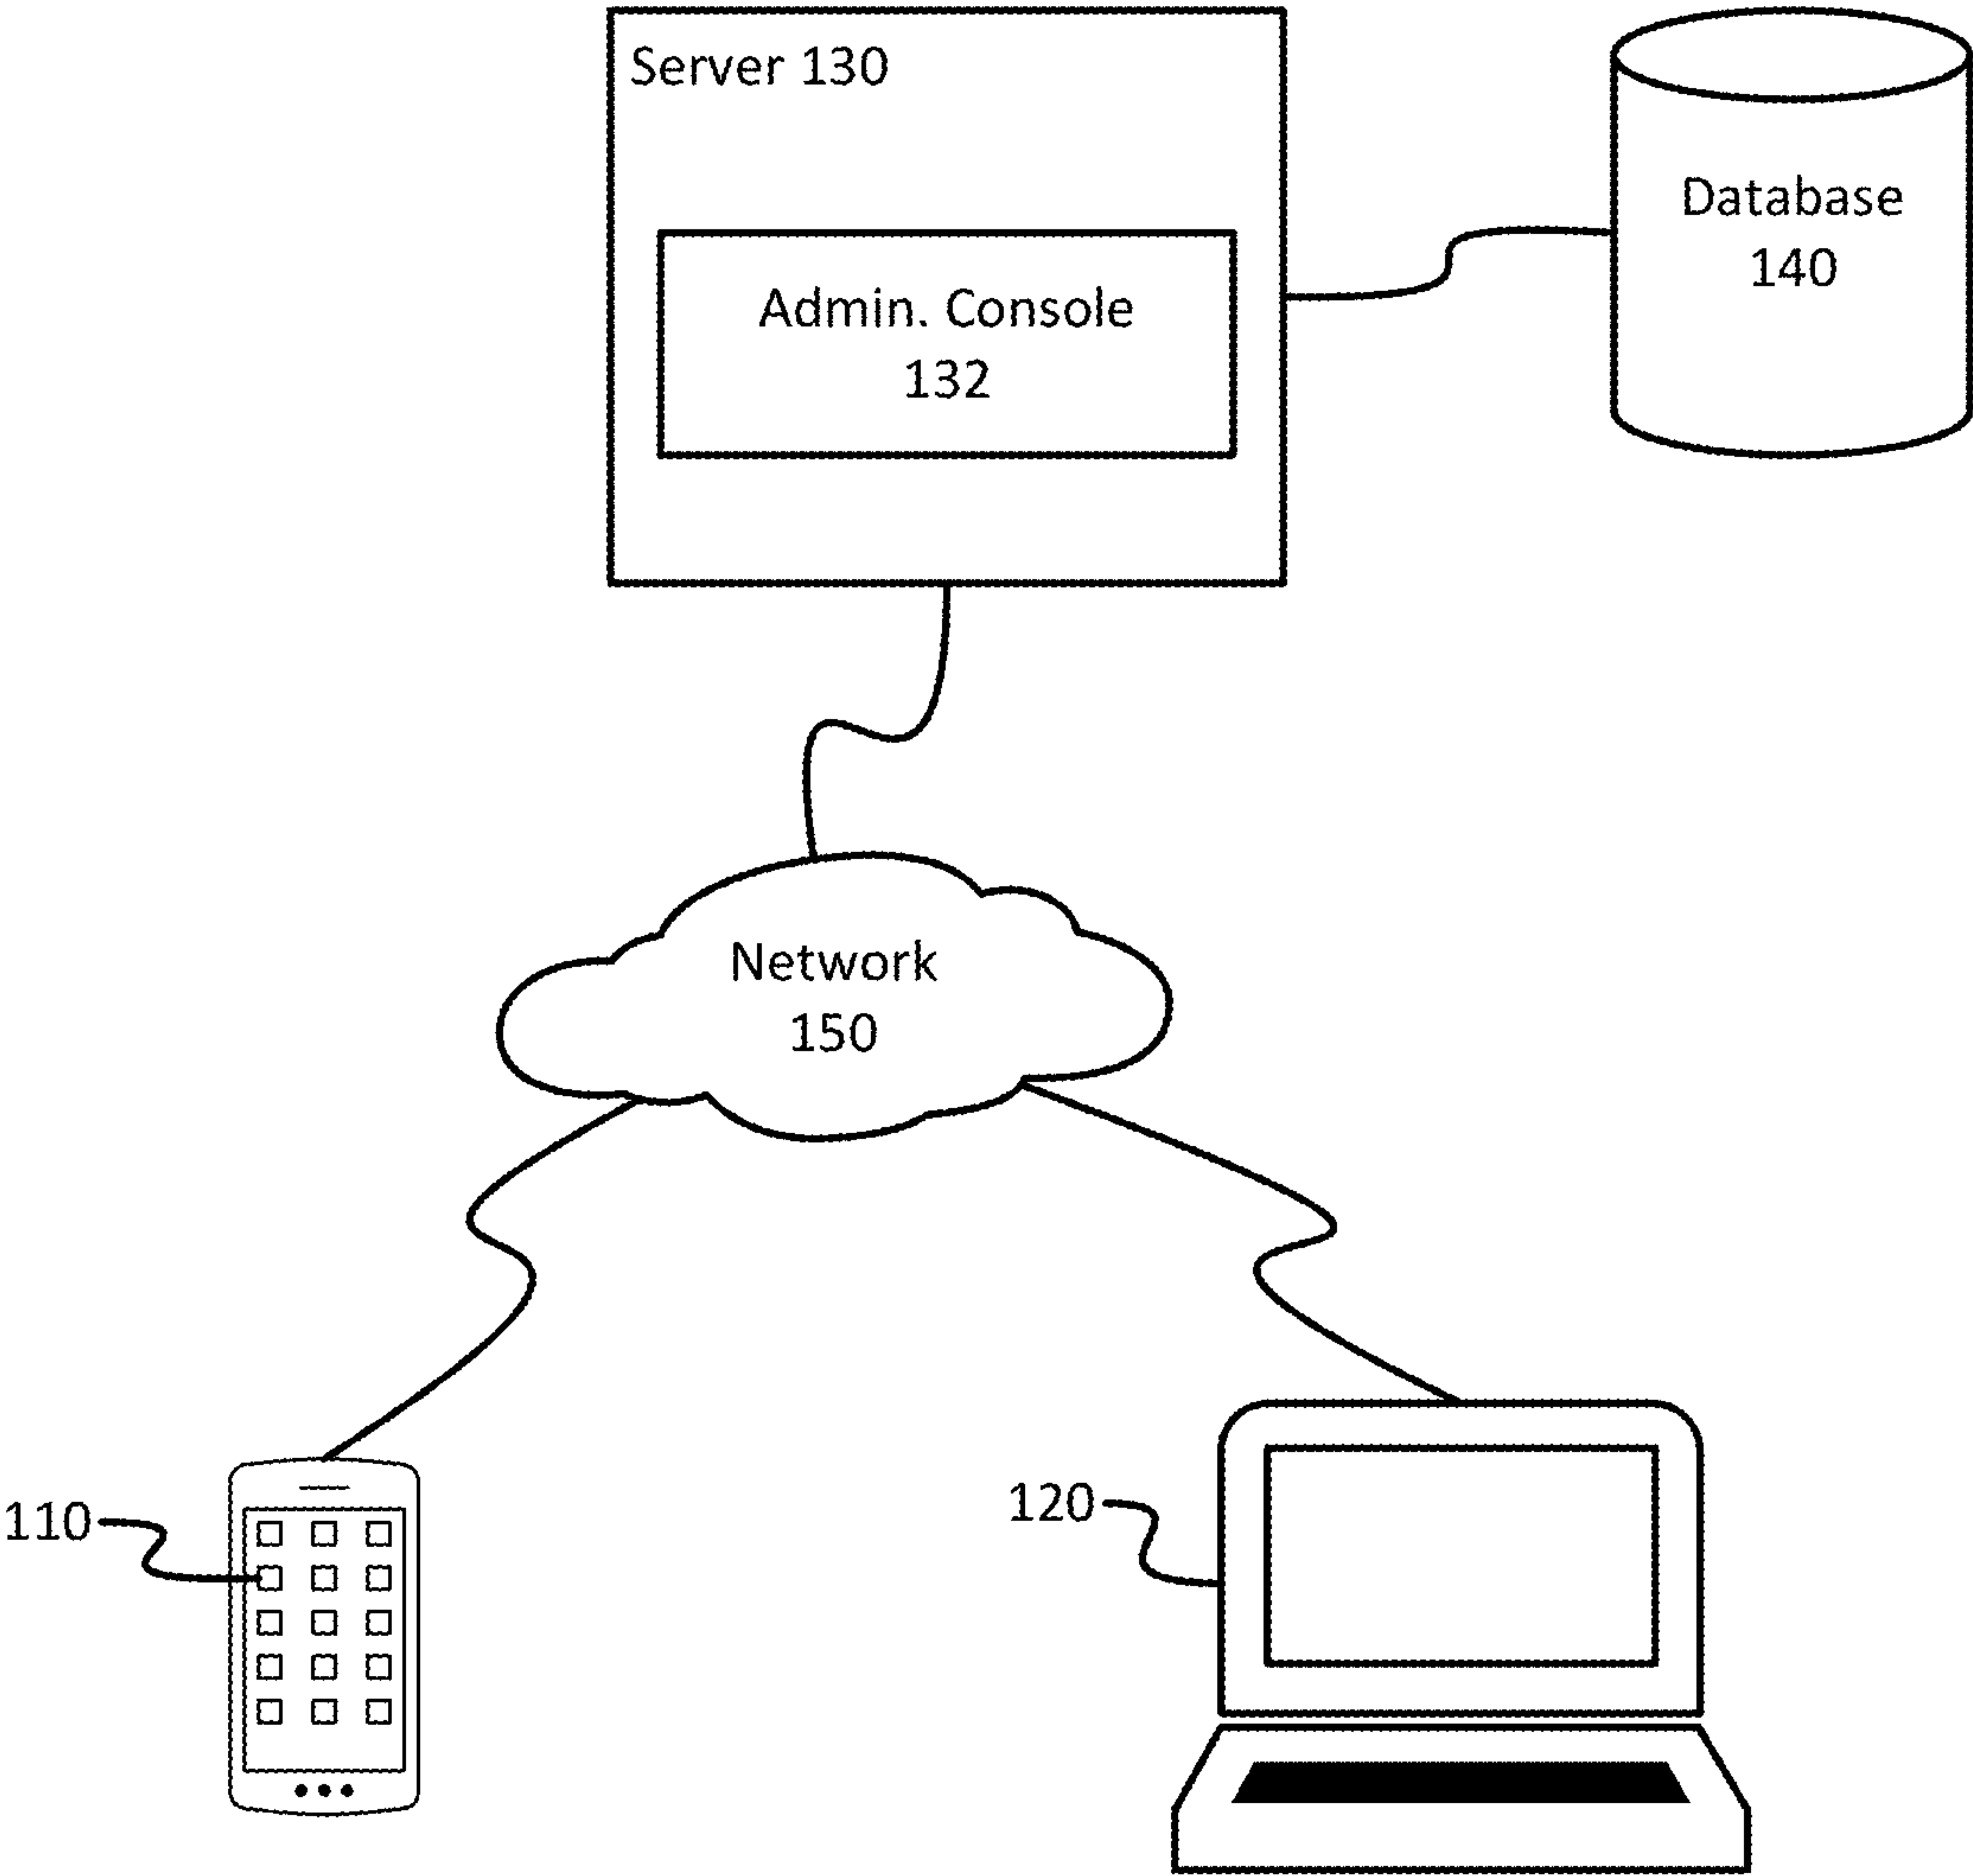 Server 130
Database
140
Admin. Console
132
Network
150
110
120